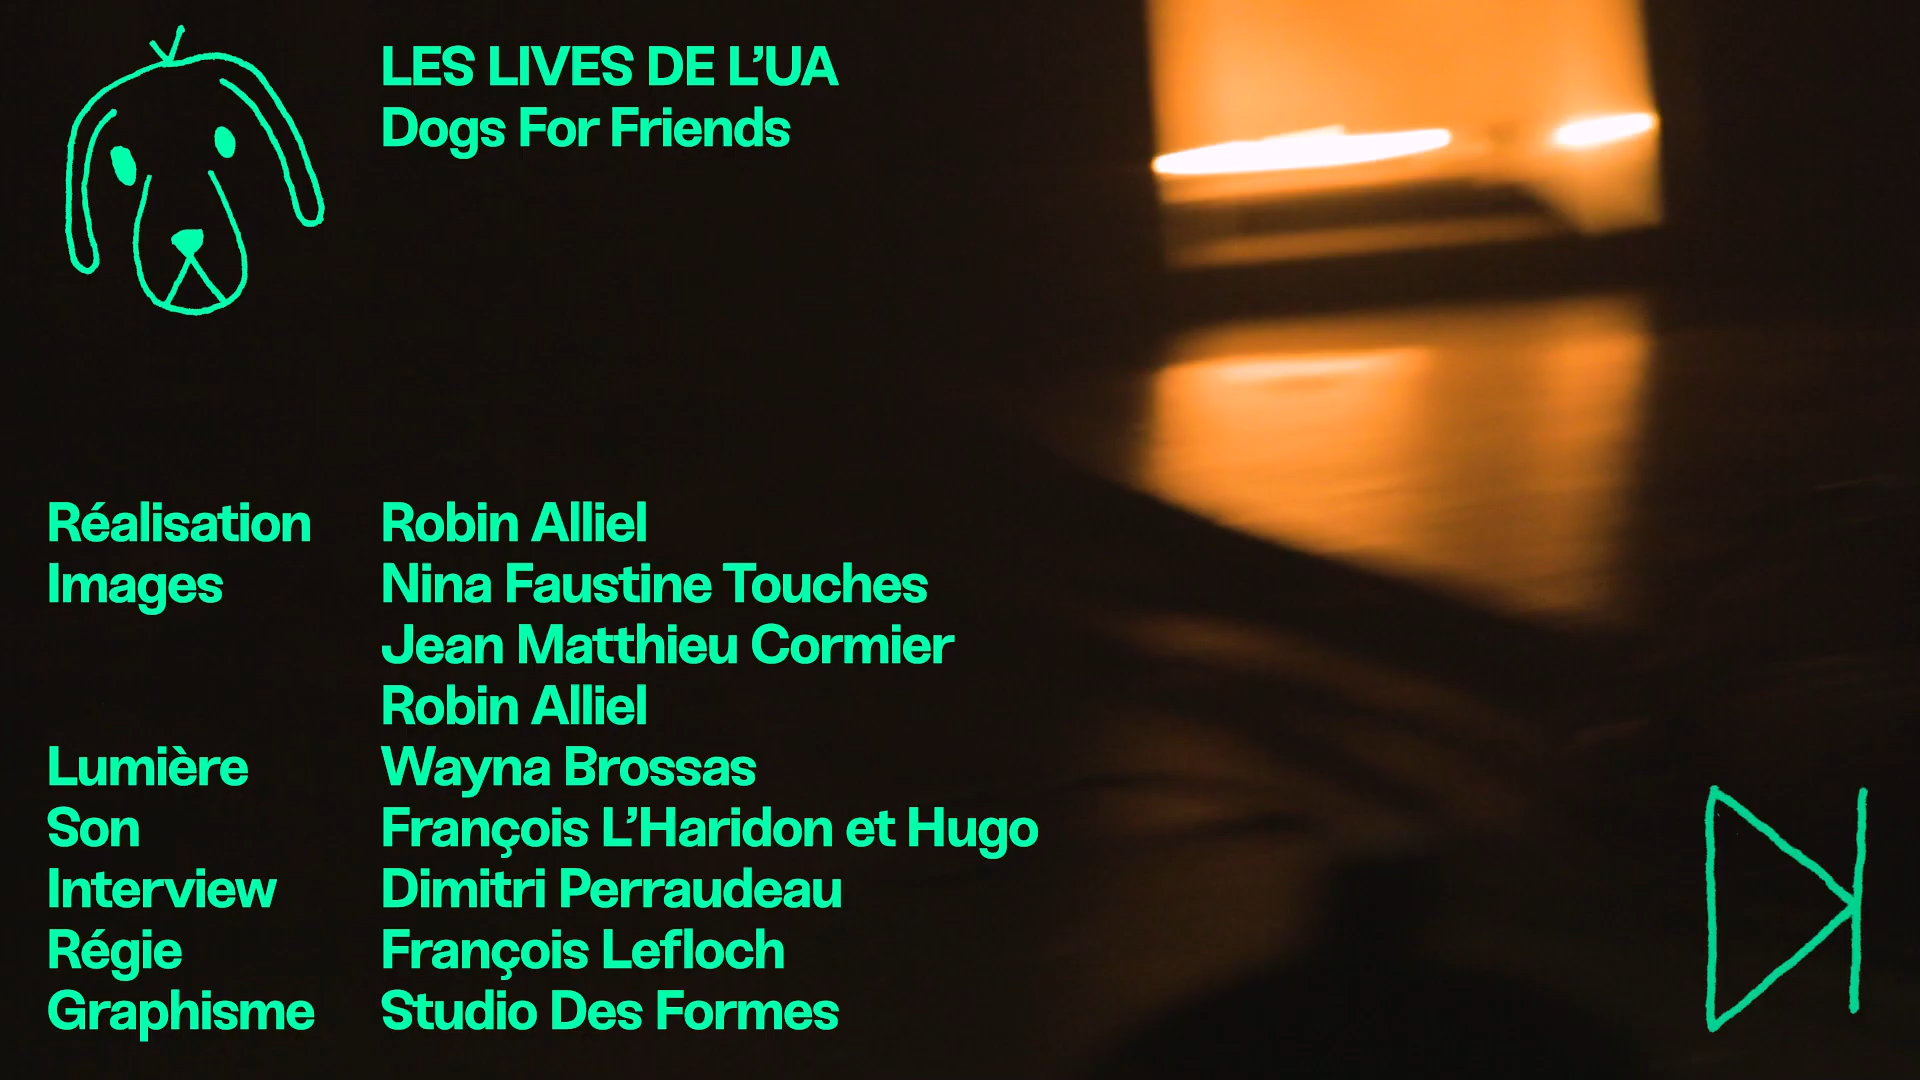 LES LIVES DE L’UA
Dogs For Friends
Réalisation Robin Alliel
Images Nina Faustine Touches
Jean Matthieu Cormier
Robin Alliel
Lumière Wayna Brossas
Son François L’Haridon et Hugo
Interview Dimitri Perraudeau
Régie François Lefloch
Graphisme Studio Des Formes